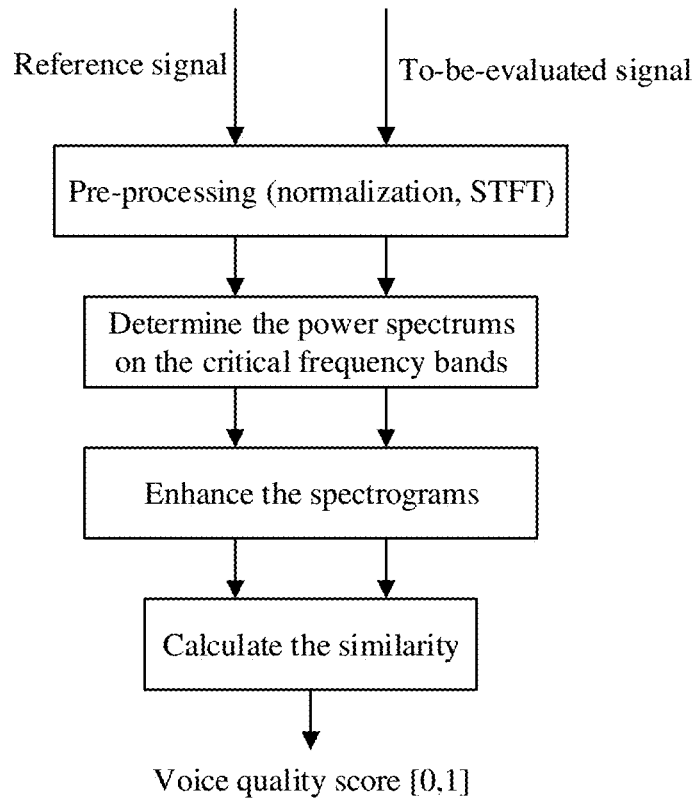 Reference signal
To-be-evaluated signal
Pre-processing (normalization, STFT)
Determine the power spectrums
on the critical frequency bands
Enhance the spectrograms
Calculate the similarity
Voice quality score [0,1]